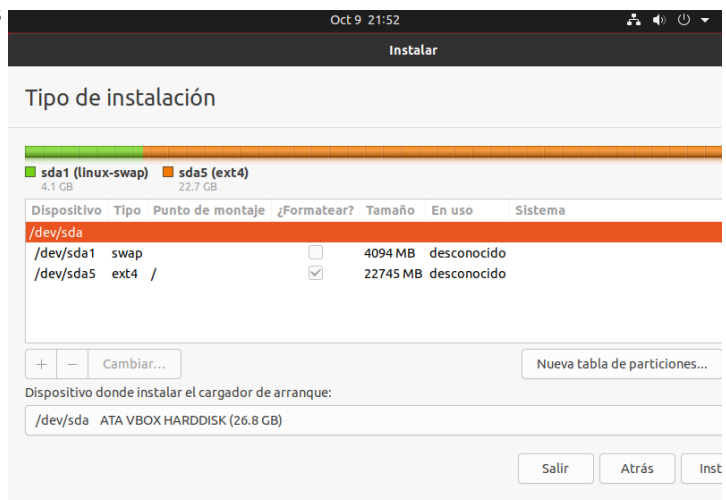 Oct 9 21:52
Instalar
Tipo de instalación
sda1 (linux-swap) sda5 (ext4)
4.1 GB 22.7 GB
Dispositivo Tipo Punto de montaje ¿Formatear? Tamaño En uso Sistema
/dev/sda
/dev/sda1 swap 4094 MB desconocido
/dev/sda5 ext4 / 22745 MB desconocido
+ − Cambiar... Nueva tabla de particiones...
Dispositivo donde instalar el cargador de arranque:
/dev/sda ATA VBOX HARDDISK (26.8 GB)
Salir Atrás Inst